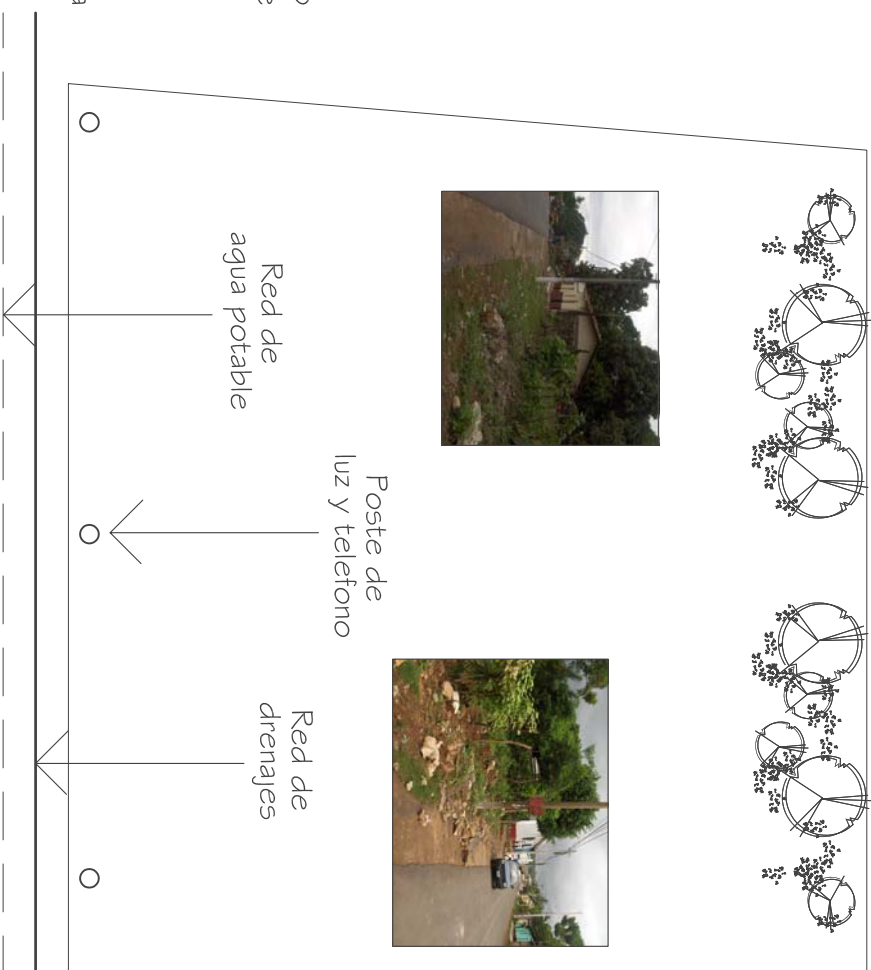 Red de
agua potable
Poste de
luz y telefono
Red de
drenajes